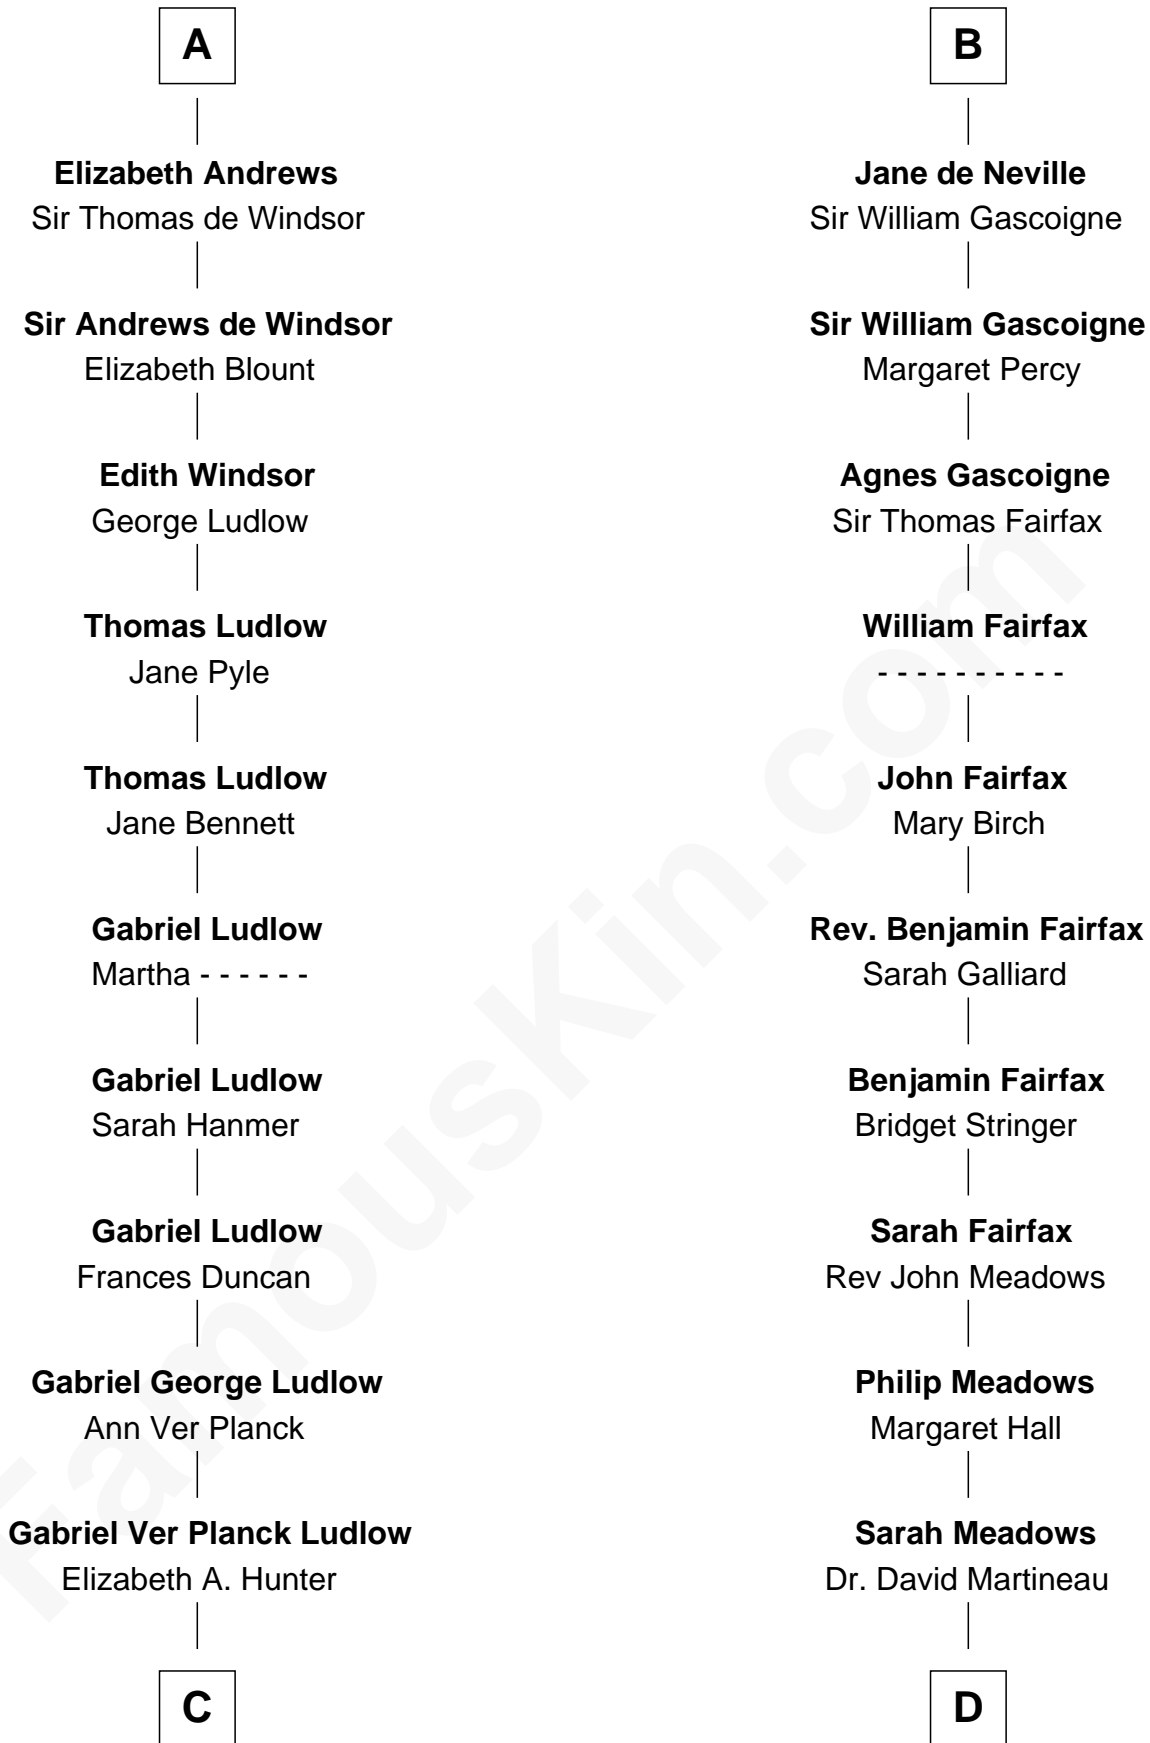 A
Elizabeth Andrews
Sir Thomas de Windsor
Sir Andrews de Windsor
Elizabeth Blount
Edith Windsor
George Ludlow
Thomas Ludlow
Jane Pyle
Thomas Ludlow
Jane Bennett
Gabriel Ludlow
Martha - - - - - -
Gabriel Ludlow
Sarah Hanmer
Gabriel Ludlow
Frances Duncan
Gabriel George Ludlow
Ann Ver Planck
Gabriel Ver Planck Ludlow
Elizabeth A. Hunter
C
B
Jane de Neville
Sir William Gascoigne
Sir William Gascoigne
Margaret Percy
Agnes Gascoigne
Sir Thomas Fairfax
William Fairfax
- - - - - - - - - -
John Fairfax
Mary Birch
Rev. Benjamin Fairfax
Sarah Galliard
Benjamin Fairfax
Bridget Stringer
Sarah Fairfax
Rev John Meadows
Philip Meadows
Margaret Hall
Sarah Meadows
Dr. David Martineau
D
FamousKin.com